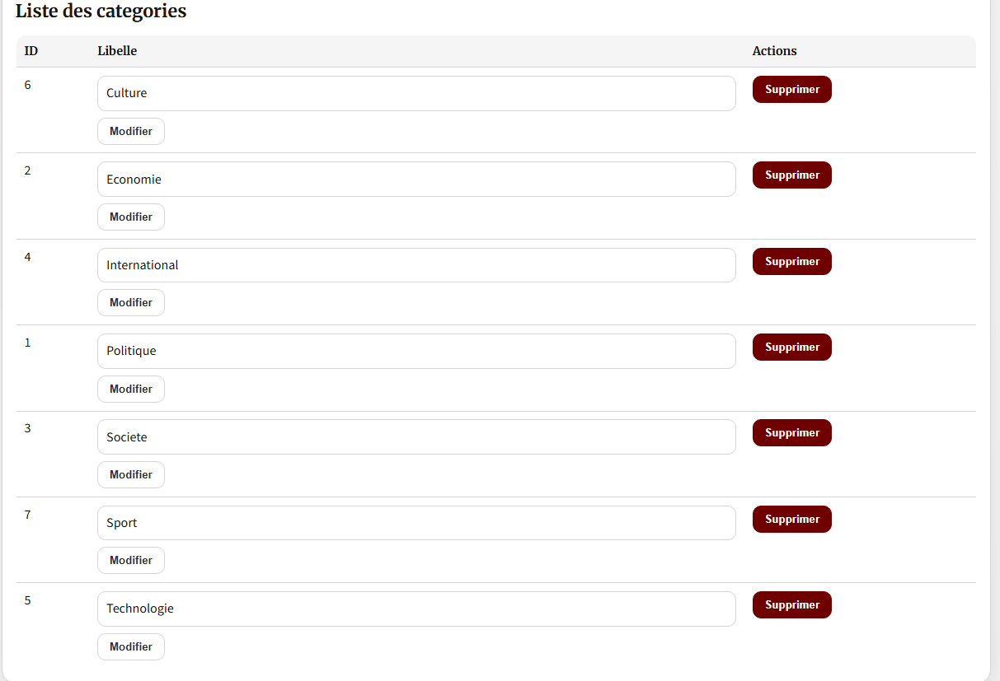 Liste des categories
ID Libelle Actions
6 Culture Supprimer
Modifier
2 Economie Supprimer
Modifier
4 International Supprimer
Modifier
1 Politique Supprimer
Modifier
3 Societe Supprimer
Modifier
7 Sport Supprimer
Modifier
5 Technologie Supprimer
Modifier